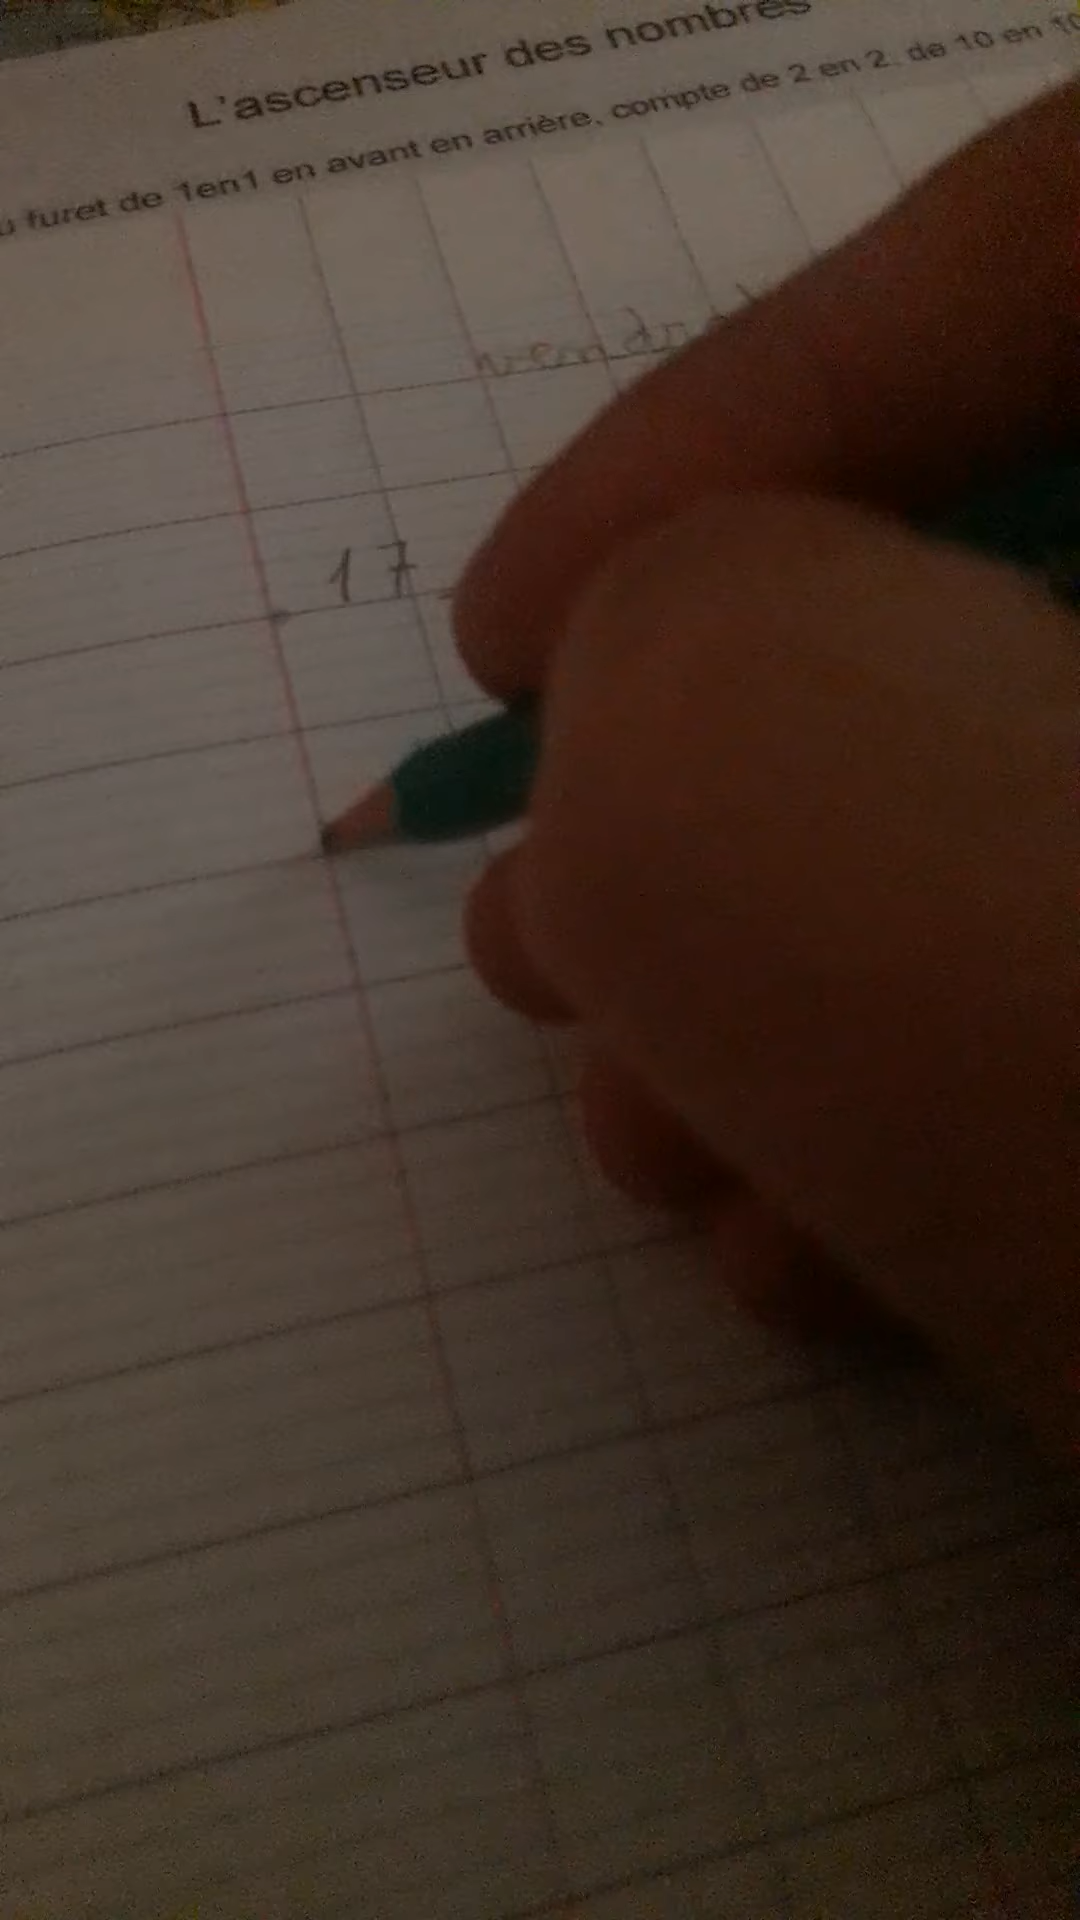 L'ascenseur des nombres
furet de 1en1 en avant en arrière, compte de 2 en 2, de 10 en 10
17